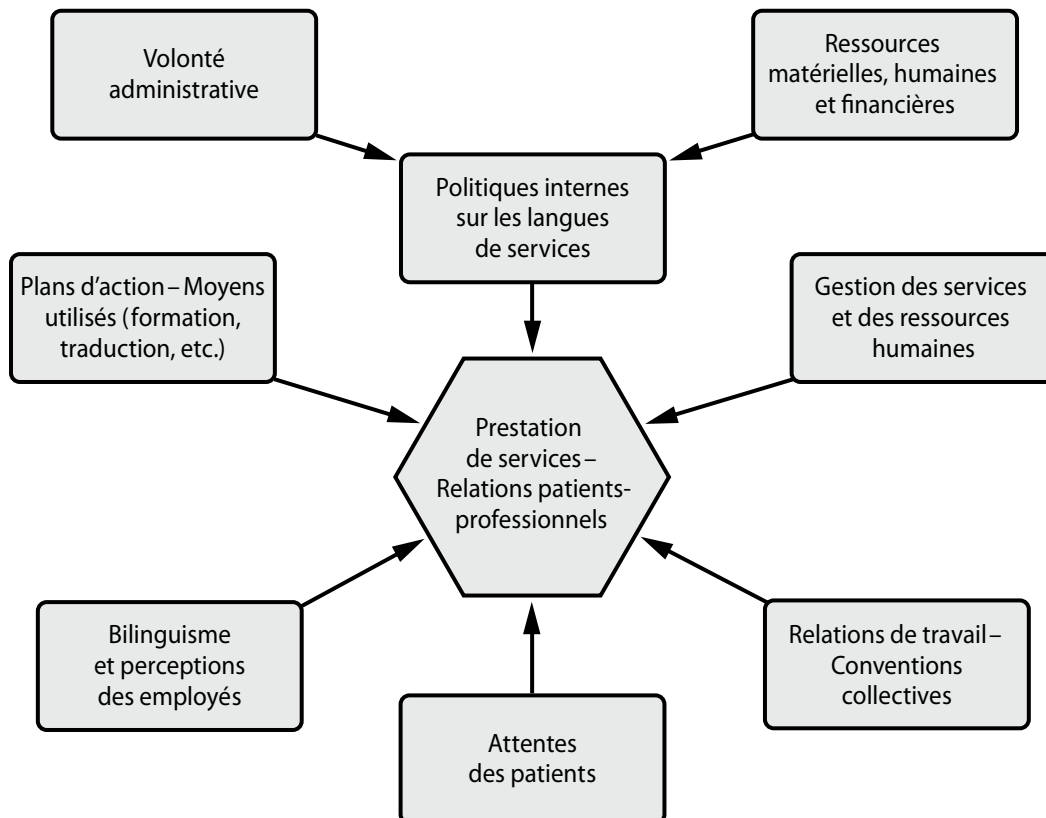 Volonté
administrative
Ressources
matérielles, humaines
et financières
Politiques internes
sur les langues
de services
Plans d'action – Moyens
utilisés (formation,
traduction, etc.)
Gestion des services
et des ressources
humaines
Prestation
de services –
Relations patients-
professionnels
Bilinguisme
et perceptions
des employés
Attentes
des patients
Relations de travail –
Conventions
collectives